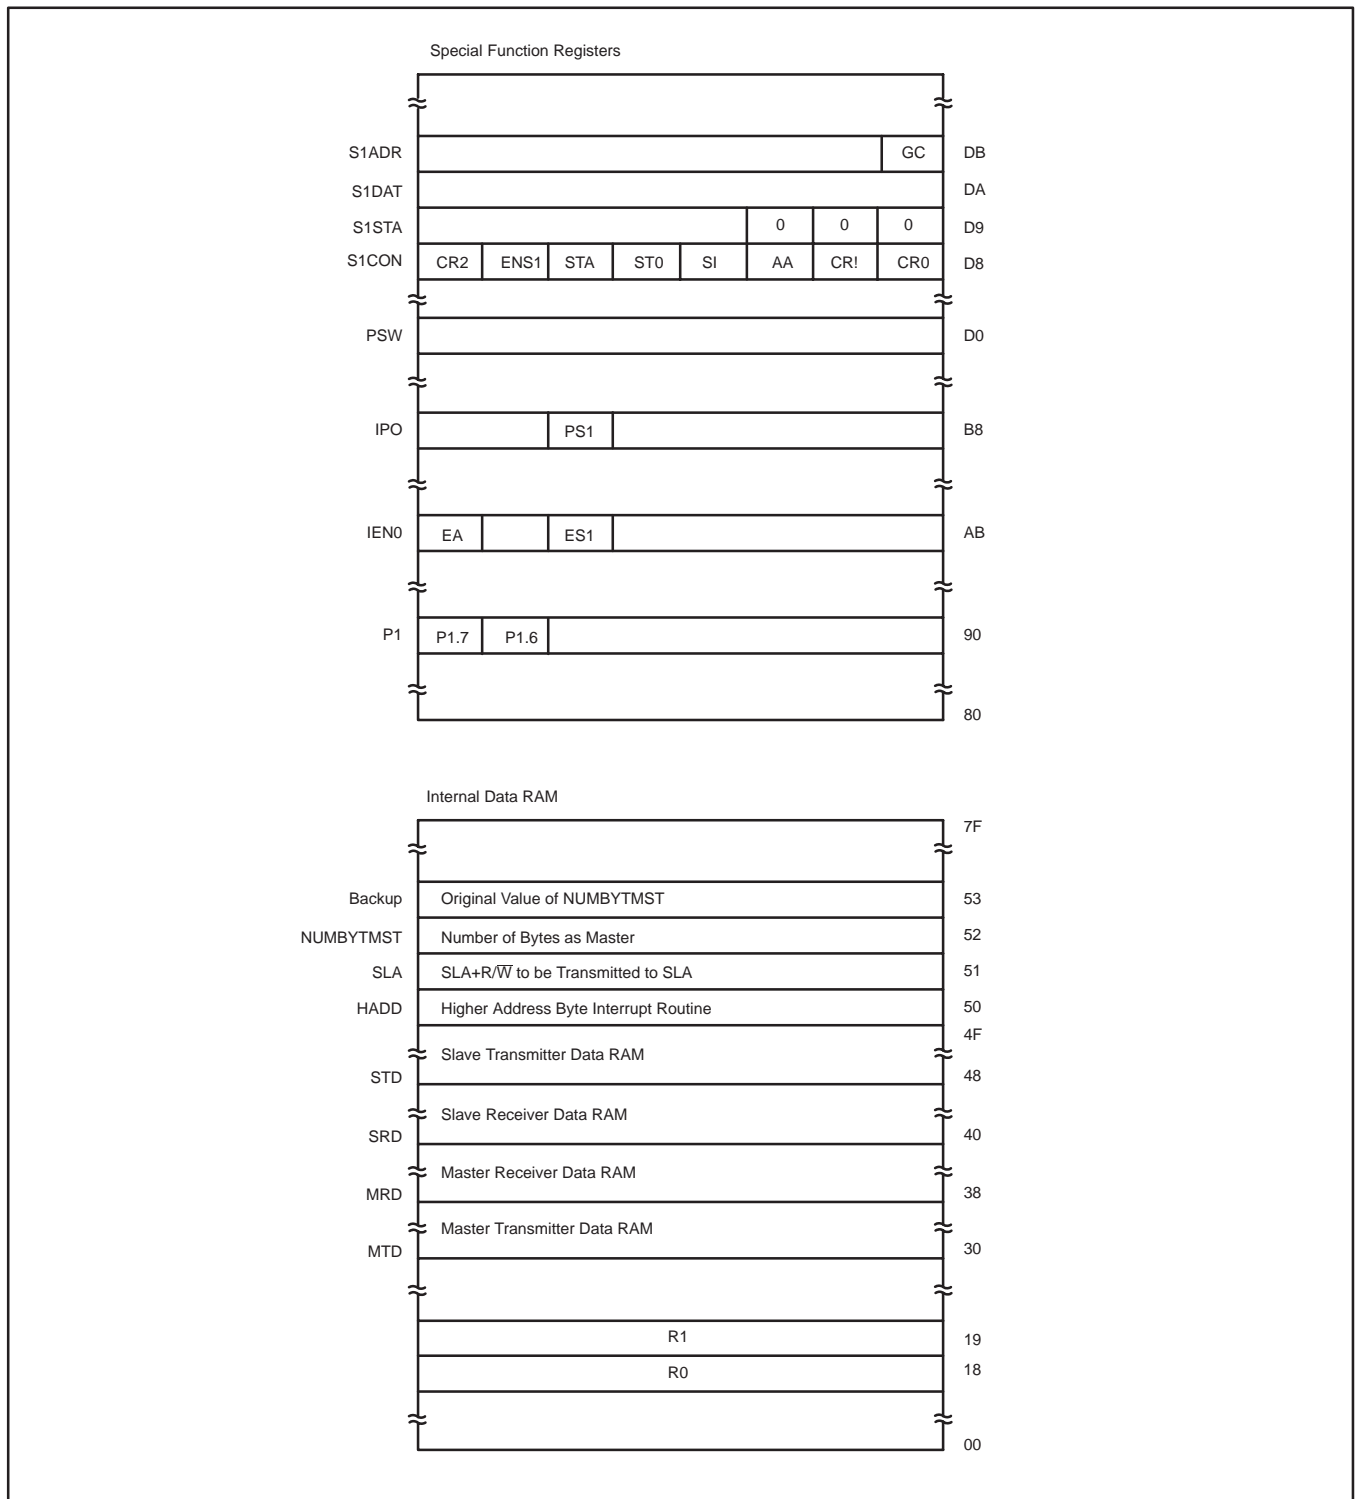 Special Function Registers
S1ADR GC DB
S1DAT DA
S1STA 0 0 0 D9
S1CON CR2 ENS1 STA ST0 SI AA CR! CR0 D8
PSW D0
IPO PS1 B8
IEN0 EA ES1 AB
P1 P1.7 P1.6 90
80
Internal Data RAM
7F
Backup Original Value of NUMBYTMST 53
NUMBYTMST Number of Bytes as Master 52
SLA SLA+R/W̅ to be Transmitted to SLA 51
HADD Higher Address Byte Interrupt Routine 50
4F
Slave Transmitter Data RAM
STD 48
Slave Receiver Data RAM
SRD 40
Master Receiver Data RAM
MRD 38
Master Transmitter Data RAM
MTD 30
R1 19
R0 18
00